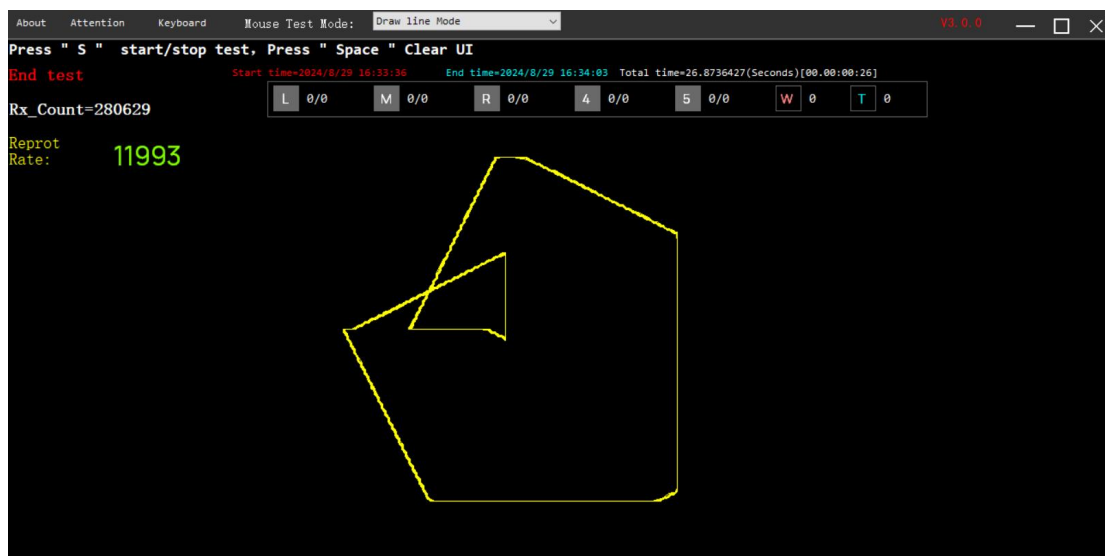 About Attention Keyboard Mouse Test Mode: Draw line Mode V3.0.0
Press " S " start/stop test, Press " Space " Clear UI
End test Start time=2024/8/29 16:33:36 End time=2024/8/29 16:34:03 Total time=26.8736427(Seconds)[00.00:00:26]
L 0/0 M 0/0 R 0/0 4 0/0 5 0/0 W 0 T 0
Rx_Count=280629
Reprot
Rate: 11993